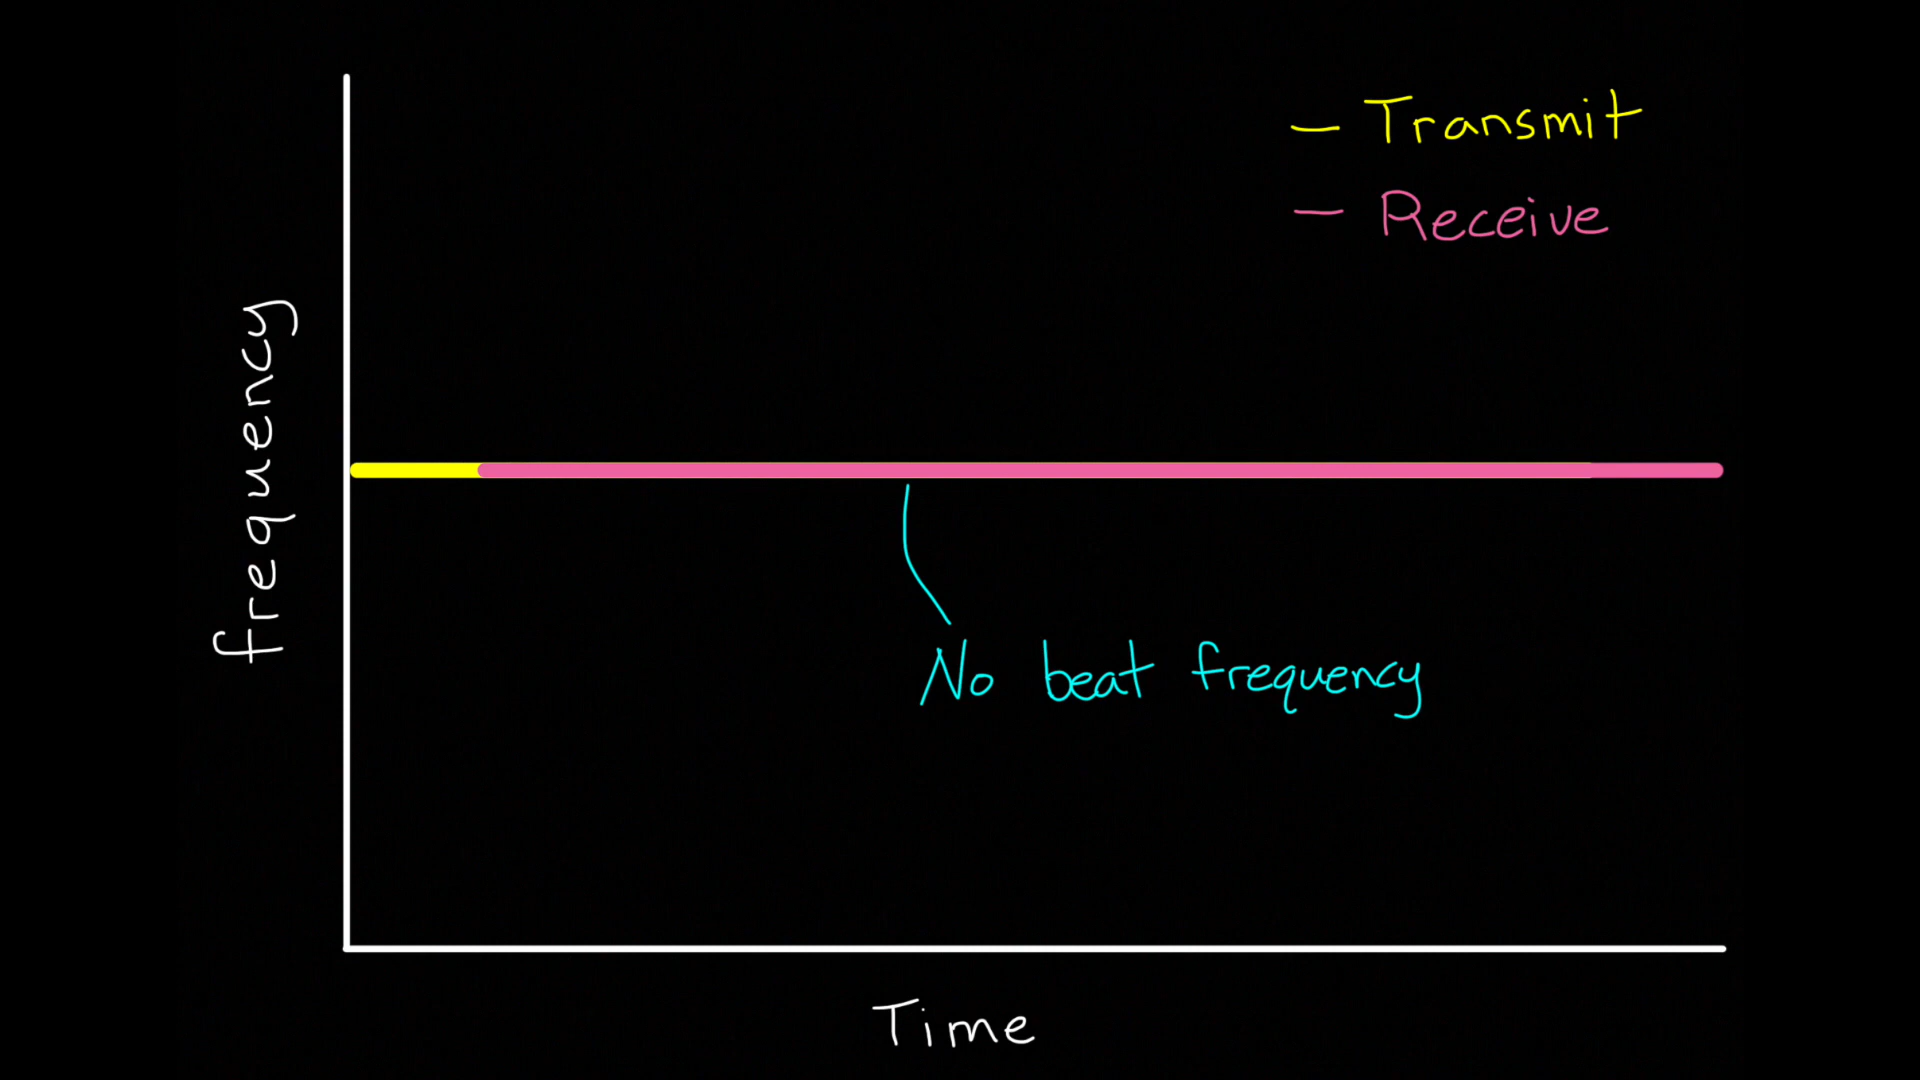 Transmit
Receive
frequency
No beat frequency
Time